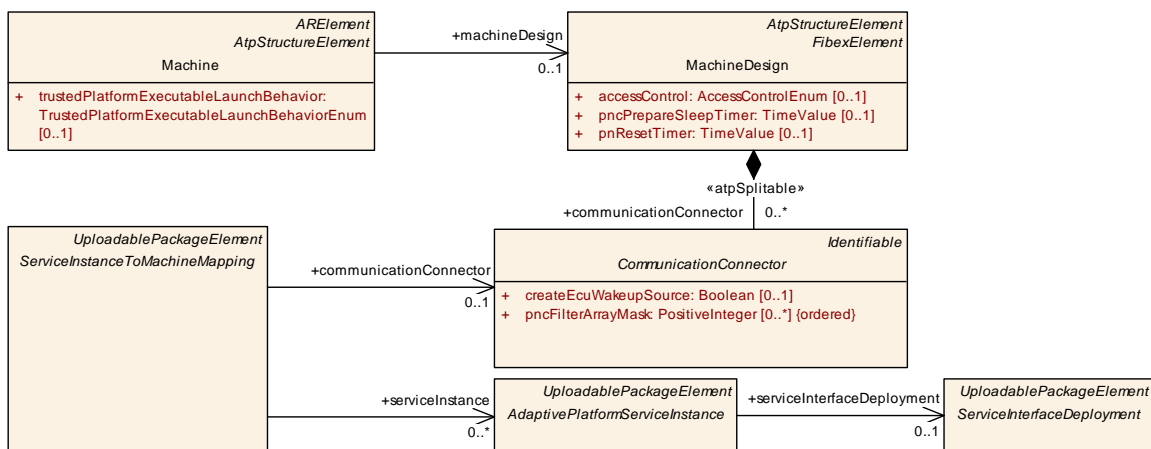 ARElement
AtpStructureElement
Machine
+ trustedPlatformExecutableLaunchBehavior:
TrustedPlatformExecutableLaunchBehaviorEnum
[0..1]
+machineDesign
0..1
AtpStructureElement
FibexElement
MachineDesign
+ accessControl: AccessControlEnum [0..1]
+ pncPrepareSleepTimer: TimeValue [0..1]
+ pnResetTimer: TimeValue [0..1]
«atpSplitable»
+communicationConnector 0..*
UploadablePackageElement
ServiceInstanceToMachineMapping
+communicationConnector
0..1
Identifiable
CommunicationConnector
+ createEcuWakeupSource: Boolean [0..1]
+ pncFilterArrayMask: PositiveInteger [0..*] {ordered}
+serviceInstance
0..*
UploadablePackageElement
AdaptivePlatformServiceInstance
+serviceInterfaceDeployment
0..1
UploadablePackageElement
ServiceInterfaceDeployment